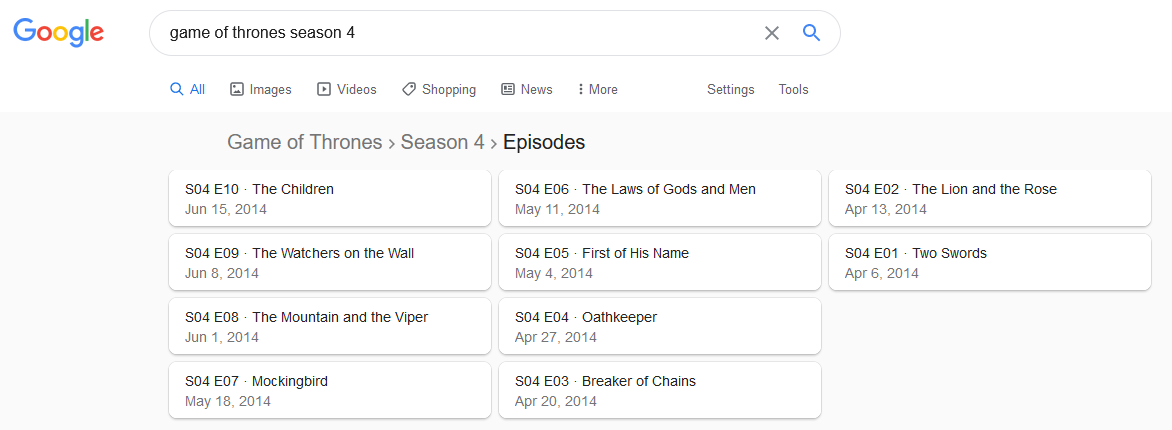 Google
game of thrones season 4
All Images Videos Shopping News More Settings Tools
Game of Thrones › Season 4 › Episodes
S04 E10 · The Children
Jun 15, 2014
S04 E09 · The Watchers on the Wall
Jun 8, 2014
S04 E08 · The Mountain and the Viper
Jun 1, 2014
S04 E07 · Mockingbird
May 18, 2014
S04 E06 · The Laws of Gods and Men
May 11, 2014
S04 E05 · First of His Name
May 4, 2014
S04 E04 · Oathkeeper
Apr 27, 2014
S04 E03 · Breaker of Chains
Apr 20, 2014
S04 E02 · The Lion and the Rose
Apr 13, 2014
S04 E01 · Two Swords
Apr 6, 2014